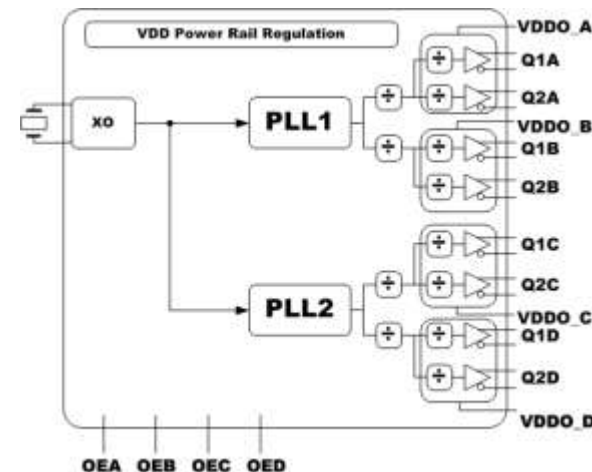 VDD Power Rail Regulation
VDDO_A
÷ Q1A
XO
PLL1
÷
÷ Q2A
VDDO_B
÷
÷ Q1B
÷ Q2B
÷ Q1C
PLL2
÷
÷ Q2C
VDDO_C
÷
÷ Q1D
÷ Q2D
VDDO_D
OEA OEB OEC OED